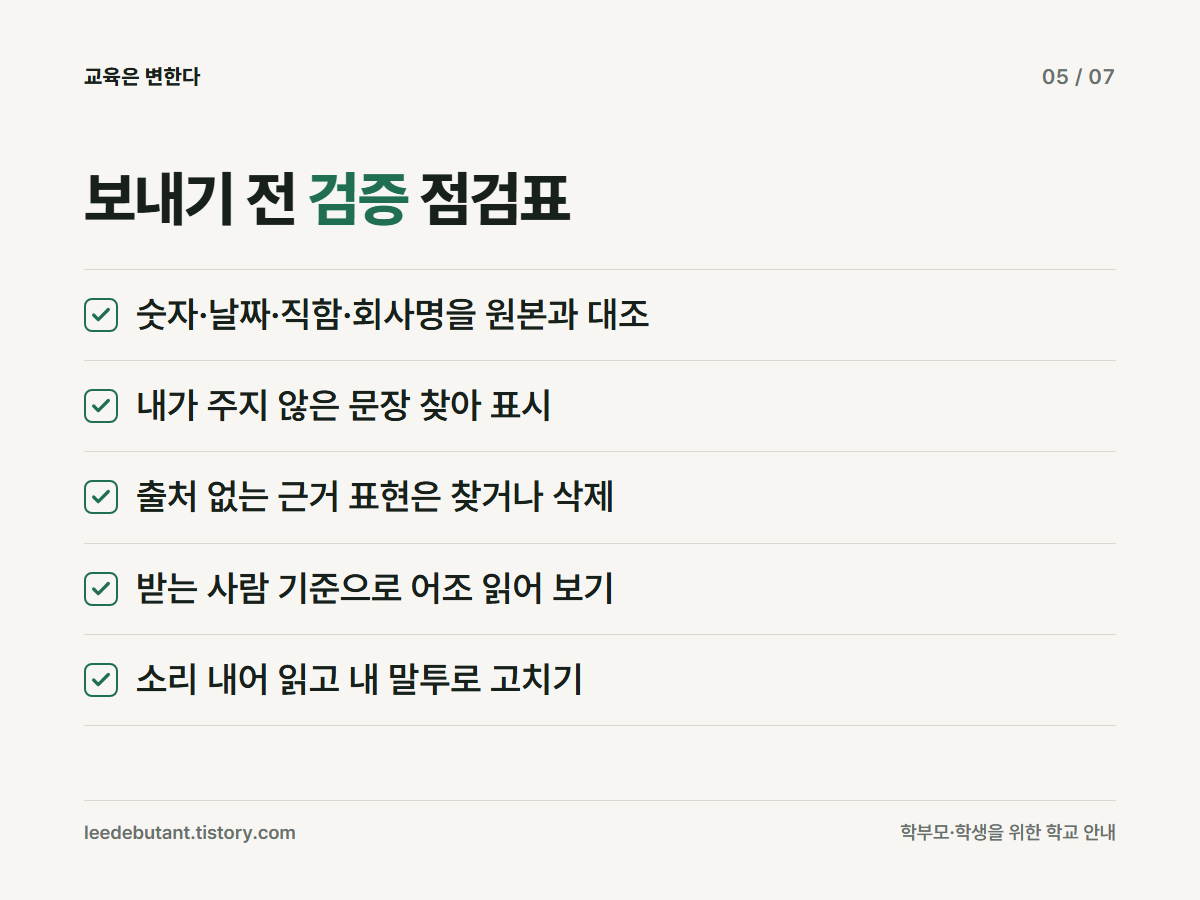 교육은 변한다
05 / 07
보내기 전 검증 점검표
숫자·날짜·직함·회사명을 원본과 대조
내가 주지 않은 문장 찾아 표시
출처 없는 근거 표현은 찾거나 삭제
받는 사람 기준으로 어조 읽어 보기
소리 내어 읽고 내 말투로 고치기
leedebutant.tistory.com
학부모·학생을 위한 학교 안내